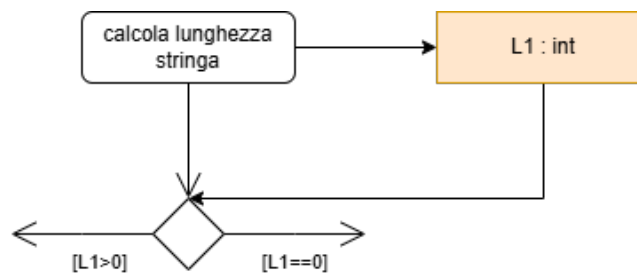 calcola lunghezza
stringa
L1 : int
[L1>0]
[L1==0]